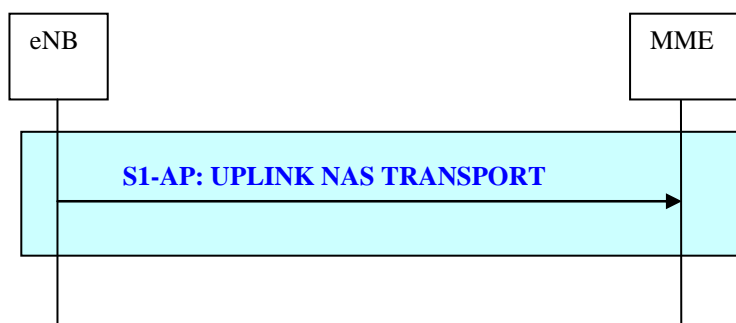 eNB
MME
S1-AP: UPLINK NAS TRANSPORT